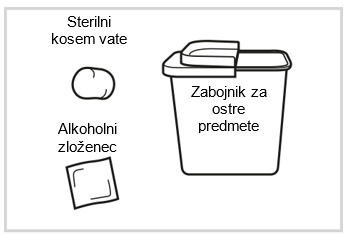 Sterilni
kosem vate
Alkoholni
zloženec
Zabojnik za
ostre
predmete